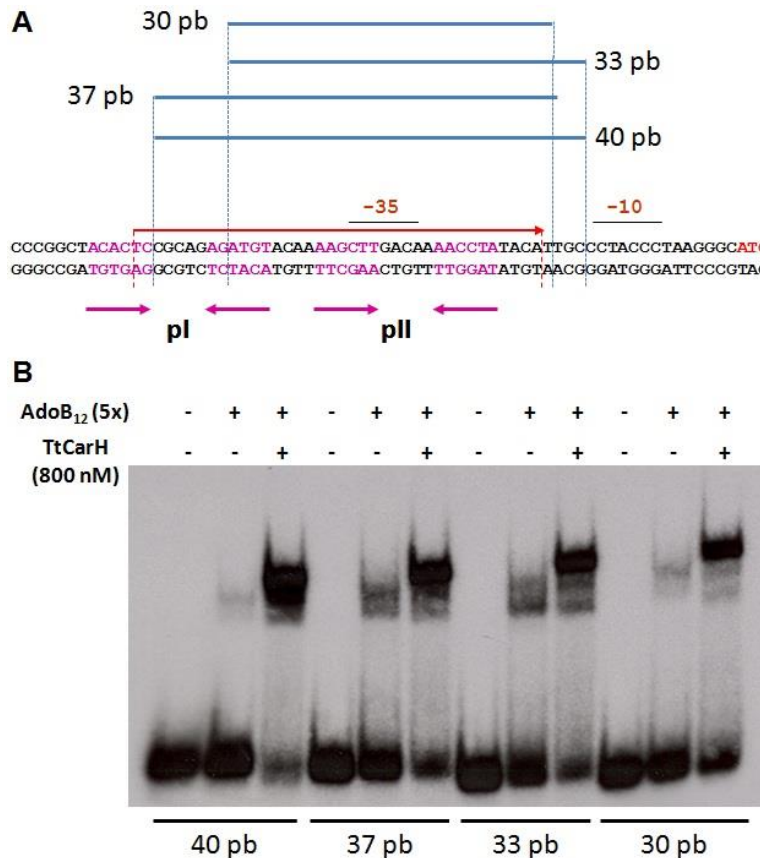 A
30 pb
33 pb
37 pb
40 pb
-35
-10
CCCGGCTACACTCCGCAGAGATGTACAAAAGCTTGACAAAACCTATACATTGCCCTACCCTAAGGGCAT
GGGCCGATGTGAGGCGTCTCTACATGTTTTCGAACTGTTTTGGATATGTAACGGGATGGGATTCCCGTA
pI pII
B
AdoB12 (5x) - + + - + + - + + - + +
TtCarH - - + - - + - - + - - +
(800 nM)
40 pb 37 pb 33 pb 30 pb